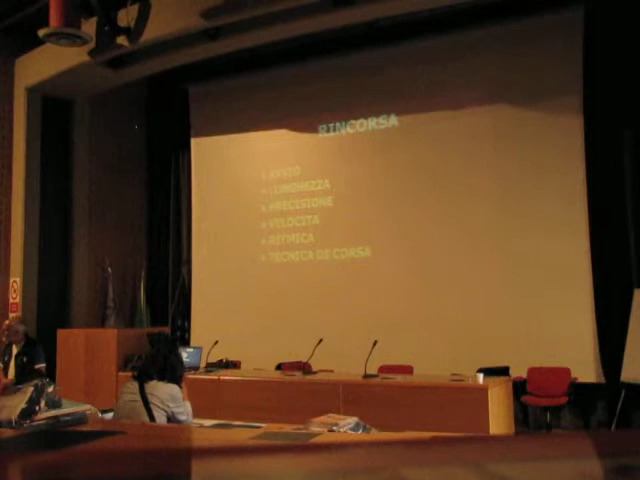 RINCORSA
AVVIO
LUNGHEZZA
PRECISIONE
VELOCITA
RITMICA
TECNICA DI CORSA